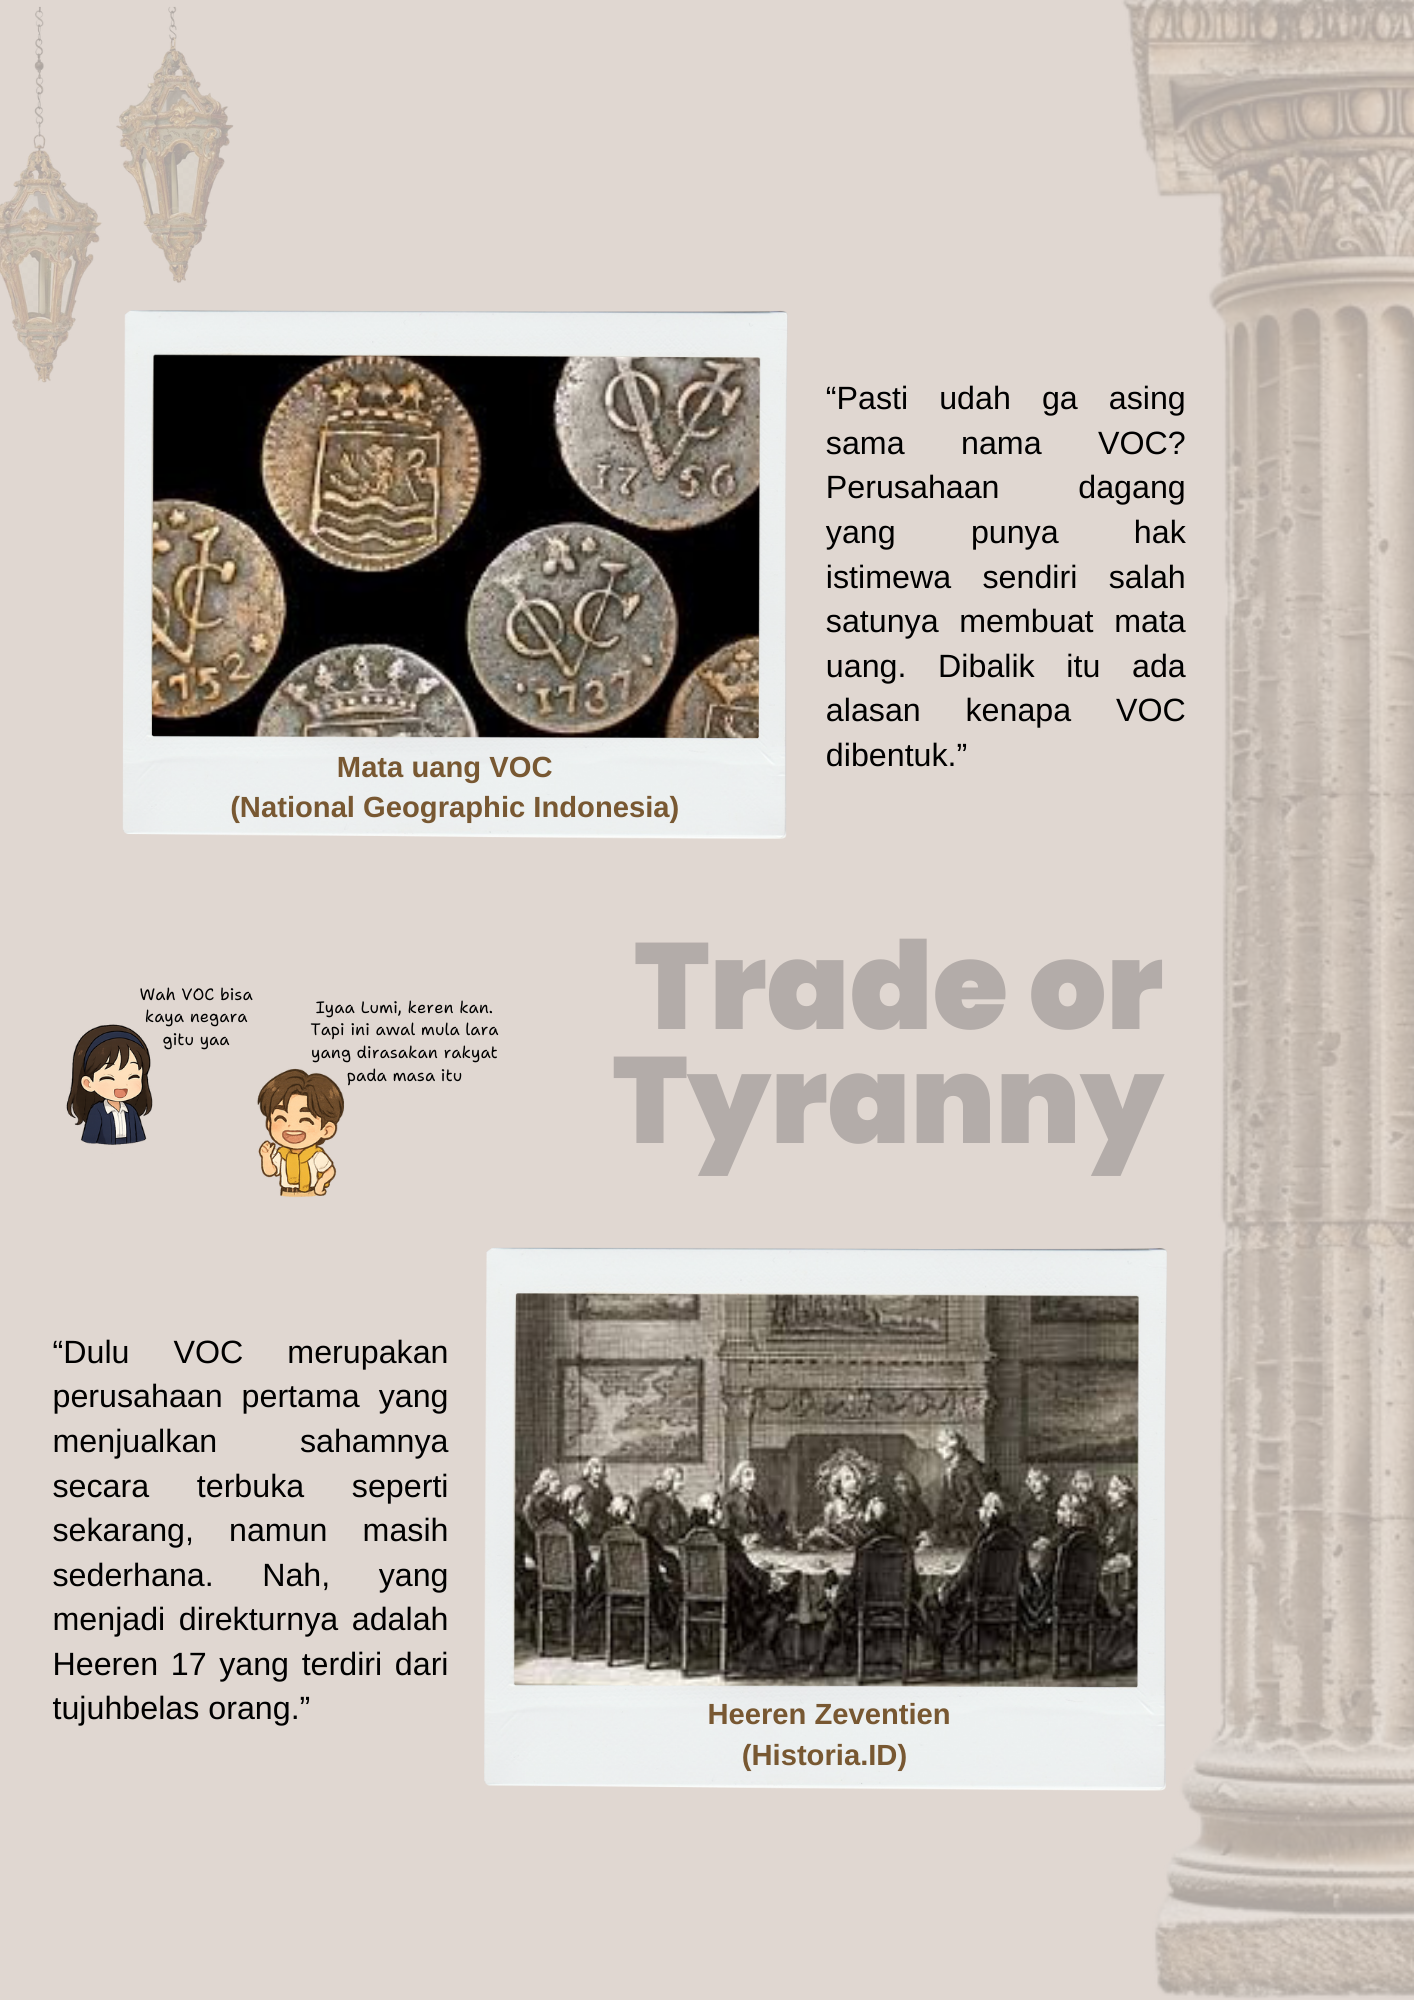 VOC
1756
VOC
1752
VOC
1737
Mata uang VOC
(National Geographic Indonesia)
“Pasti udah ga asing
sama nama VOC?
Perusahaan dagang
yang punya hak
istimewa sendiri salah
satunya membuat mata
uang. Dibalik itu ada
alasan kenapa VOC
dibentuk.”
Wah VOC bisa
kaya negara
gitu yaa
Iyaa Lumi, keren kan.
Tapi ini awal mula lara
yang dirasakan rakyat
pada masa itu
Trade or
Tyranny
“Dulu VOC merupakan
perusahaan pertama yang
menjualkan sahamnya
secara terbuka seperti
sekarang, namun masih
sederhana. Nah, yang
menjadi direkturnya adalah
Heeren 17 yang terdiri dari
tujuhbelas orang.”
Heeren Zeventien
(Historia.ID)